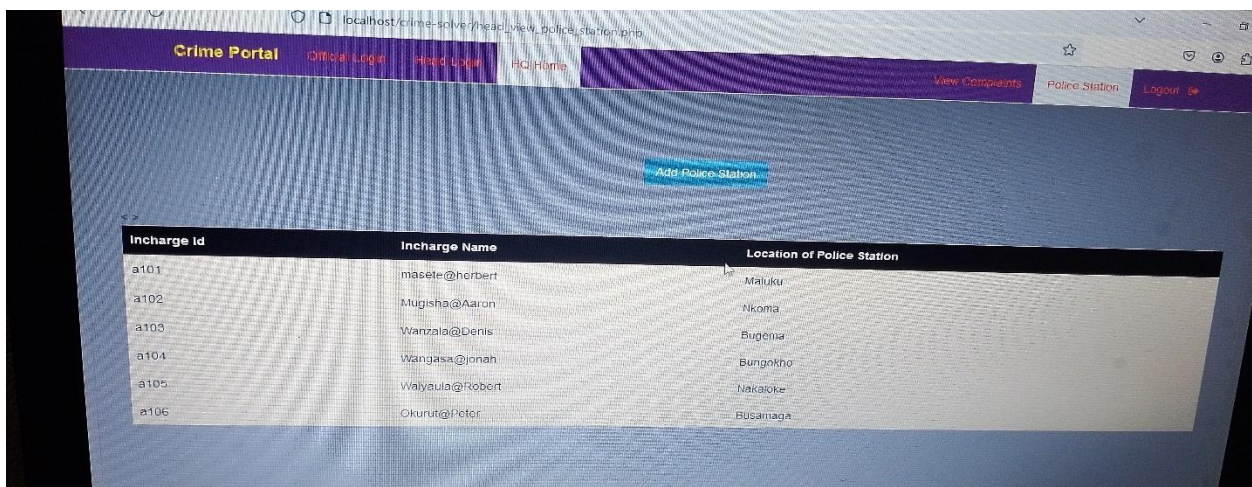 localhost/crime-solver/head_view_police_station.php
Crime Portal Official Login Head Login HQ Home View Complaints Police Station Logout
Add Police Station
< >
Incharge Id Incharge Name Location of Police Station
a101 masete@herbert Maluku
a102 Mugisha@Aaron Nkoma
a103 Wanzala@Denis Bugema
a104 Wangasa@jonah Bungokho
a105 Walyaula@Robert Nakaloke
a106 Okurut@Peter Busamaga